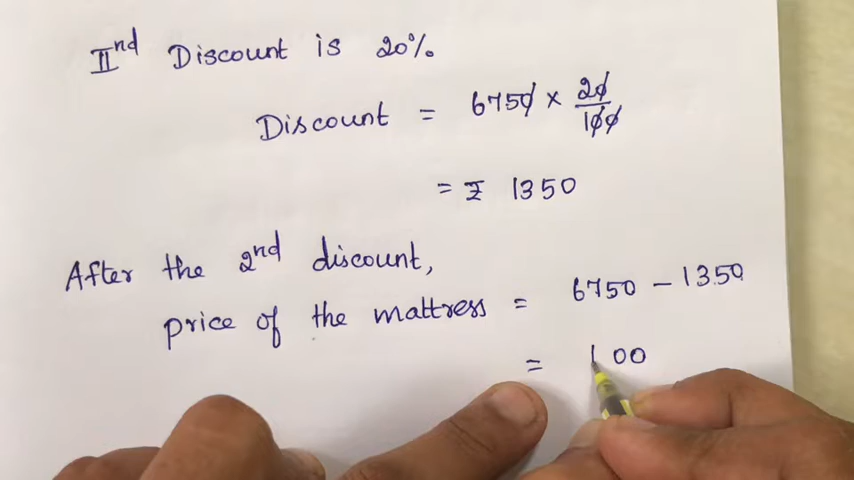 IInd Discount is 20%.
Discount = 6750 × 20/100
= ₹ 1350
After the 2nd discount,
price of the mattress = 6750 - 1350
= 00